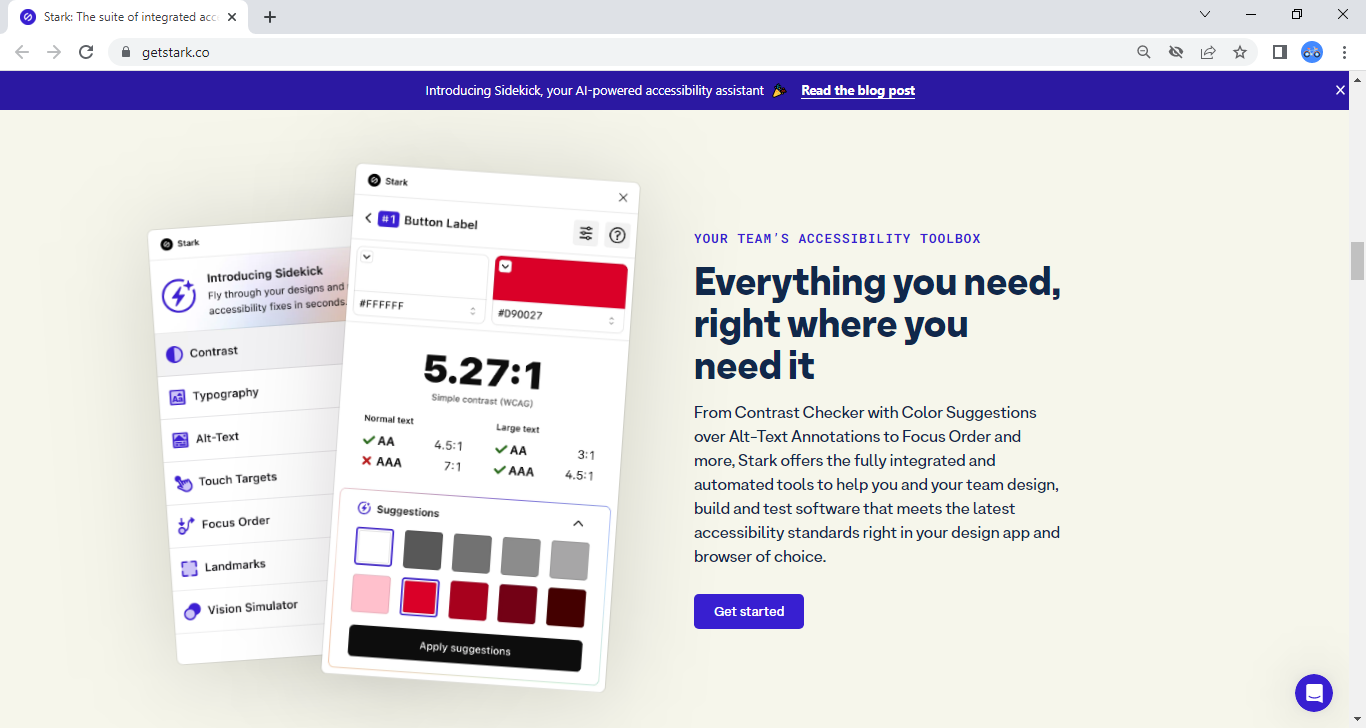 Stark: The suite of integrated acc
getstark.co
Introducing Sidekick, your AI-powered accessibility assistant 🎉 Read the blog post
Stark
Introducing Sidekick
Fly through your designs and
accessibility fixes in seconds.
Contrast
Typography
Alt-Text
Touch Targets
Focus Order
Landmarks
Vision Simulator
Stark
#1 Button Label
#FFFFFF
#D90027
5.27:1
Simple contrast (WCAG)
Normal text
AA 4.5:1
AAA 7:1
Large text
AA 3:1
AAA 4.5:1
Suggestions
Apply suggestions
YOUR TEAM'S ACCESSIBILITY TOOLBOX
Everything you need,
right where you
need it
From Contrast Checker with Color Suggestions
over Alt-Text Annotations to Focus Order and
more, Stark offers the fully integrated and
automated tools to help you and your team design,
build and test software that meets the latest
accessibility standards right in your design app and
browser of choice.
Get started